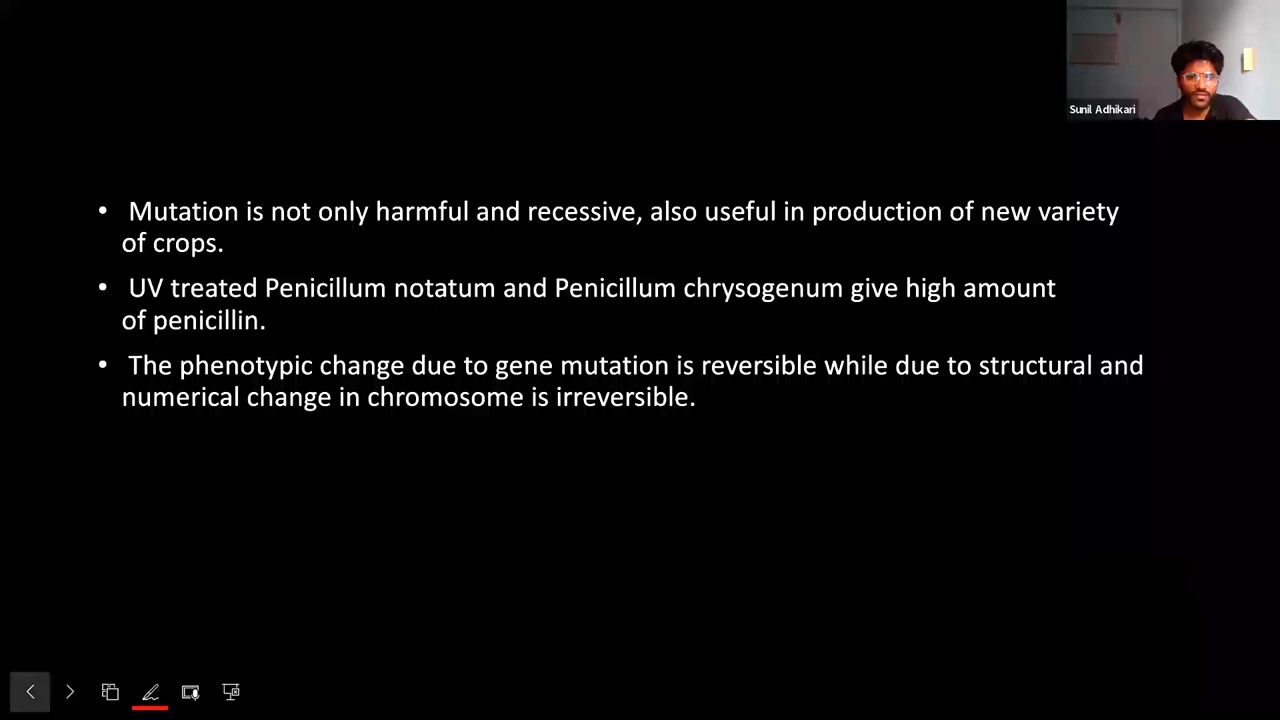 Sunil Adhikari
• Mutation is not only harmful and recessive, also useful in production of new variety
of crops.
• UV treated Penicillum notatum and Penicillum chrysogenum give high amount
of penicillin.
• The phenotypic change due to gene mutation is reversible while due to structural and
numerical change in chromosome is irreversible.